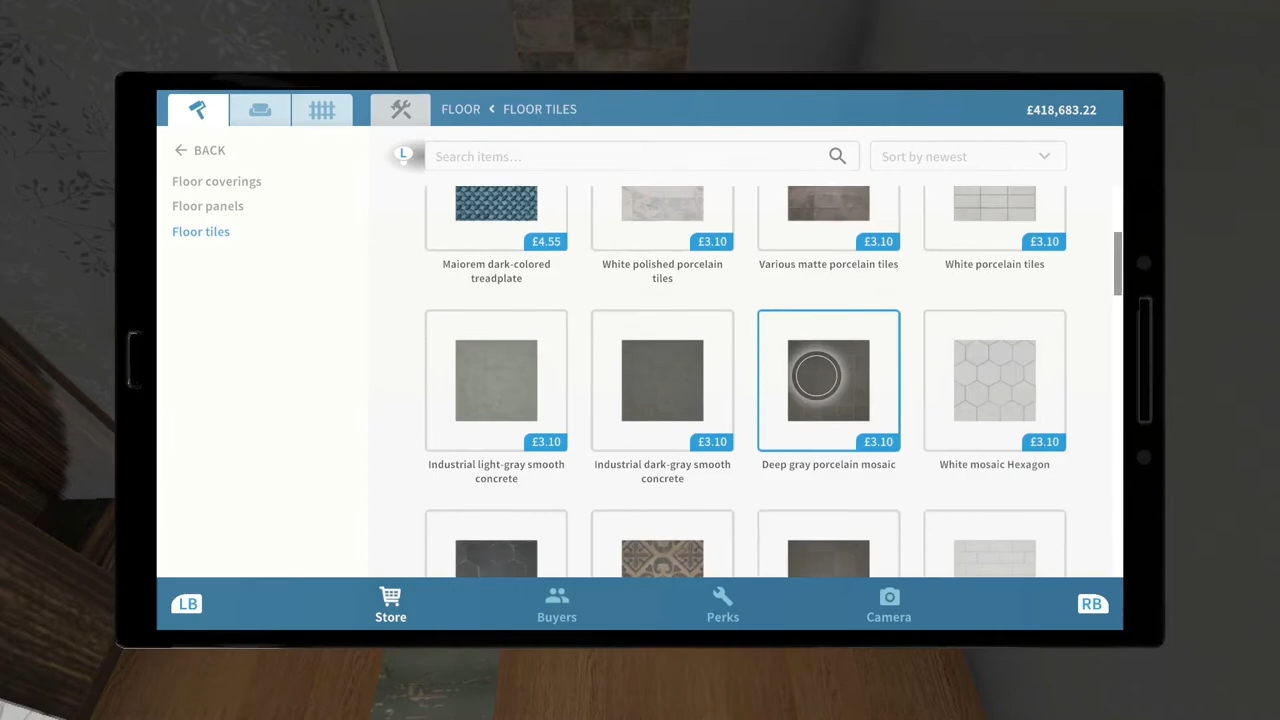 FLOOR < FLOOR TILES
£418,683.22
BACK
L
Search items...
Sort by newest
Floor coverings
Floor panels
Floor tiles
£4.55
£3.10
£3.10
£3.10
Maiorem dark-colored
treadplate
White polished porcelain
tiles
Various matte porcelain tiles
White porcelain tiles
£3.10
£3.10
£3.10
£3.10
Industrial light-gray smooth
concrete
Industrial dark-gray smooth
concrete
Deep gray porcelain mosaic
White mosaic Hexagon
LB
Store
Buyers
Perks
Camera
RB